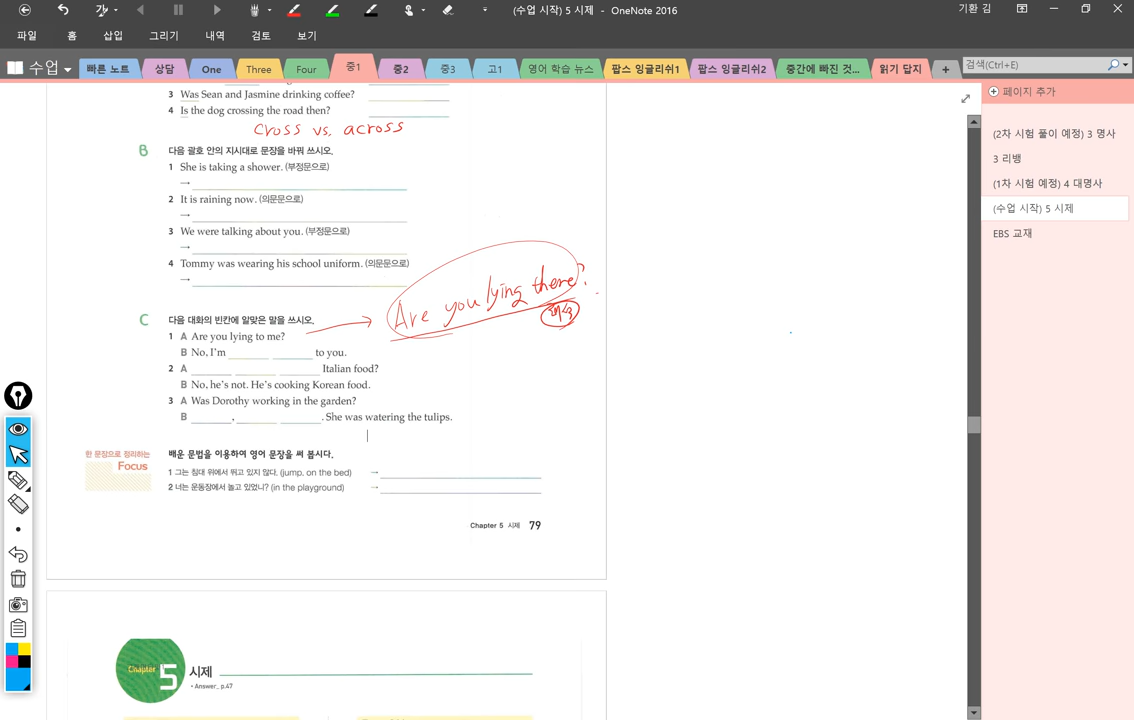 (수업 시작) 5 시제 - OneNote 2016
기환 김
파일 홈 삽입 그리기 내역 검토 보기
수업 빠른 노트 상담 One Three Four 중1 중2 중3 고1 영어 학습 뉴스 팝스 잉글리쉬1 팝스 잉글리쉬2 중간에 빠진 것... 읽기 답지 +
검색(Ctrl+E)
페이지 추가
(2차 시험 풀이 예정) 3 명사
3 리뱅
(1차 시험 예정) 4 대명사
(수업 시작) 5 시제
EBS 교재
3 Was Sean and Jasmine drinking coffee?
4 Is the dog crossing the road then?
cross vs. across
B 다음 괄호 안의 지시대로 문장을 바꿔 쓰시오.
1 She is taking a shower. (부정문으로)
→
2 It is raining now. (의문문으로)
→
3 We were talking about you. (부정문으로)
→
4 Tommy was wearing his school uniform. (의문문으로)
→
Are you lying there?
C 다음 대화의 빈칸에 알맞은 말을 쓰시오.
1 A Are you lying to me?
B No, I'm to you.
2 A Italian food?
B No, he's not. He's cooking Korean food.
3 A Was Dorothy working in the garden?
B , . She was watering the tulips.
한 문장으로 정리하는
Focus
배운 문법을 이용하여 영어 문장을 써 봅시다.
1 그는 침대 위에서 뛰고 있지 않다. (jump, on the bed) →
2 너는 운동장에서 놀고 있었니? (in the playground) →
Chapter 5 시제 79
Chapter 5 시제
• Answer_ p.47